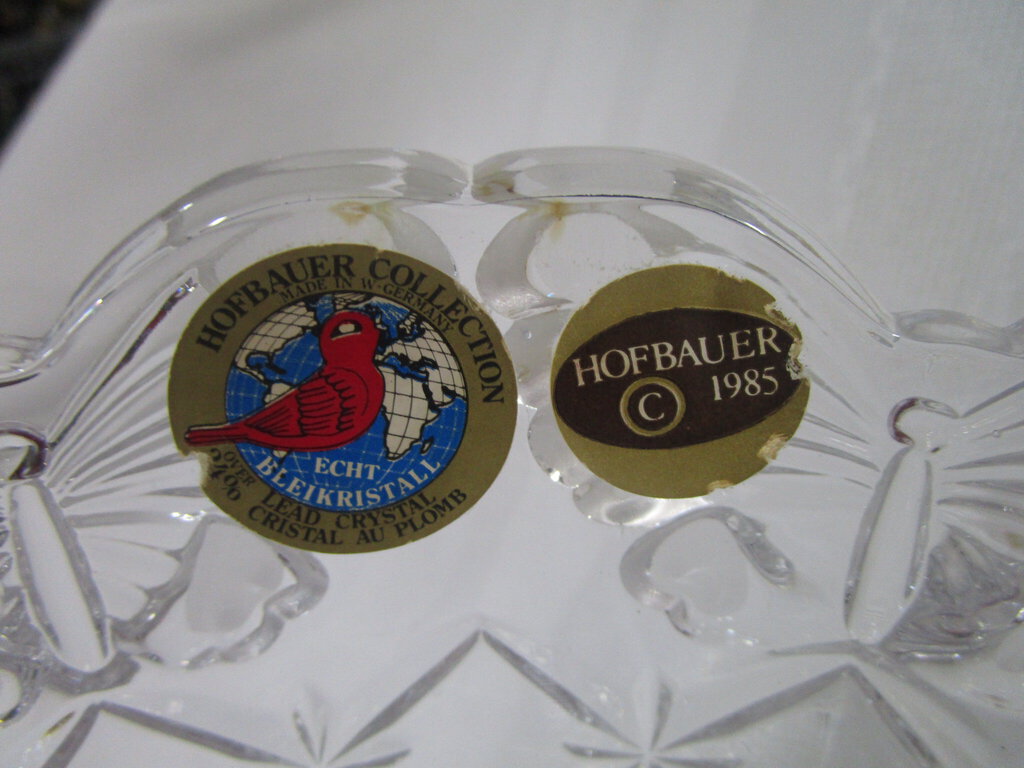 HOFBAUER COLLECTION
MADE IN W-GERMANY
ECHT
BLEIKRISTALL
OVER
24%
LEAD CRYSTAL
CRISTAL AU PLOMB
HOFBAUER
© 1985